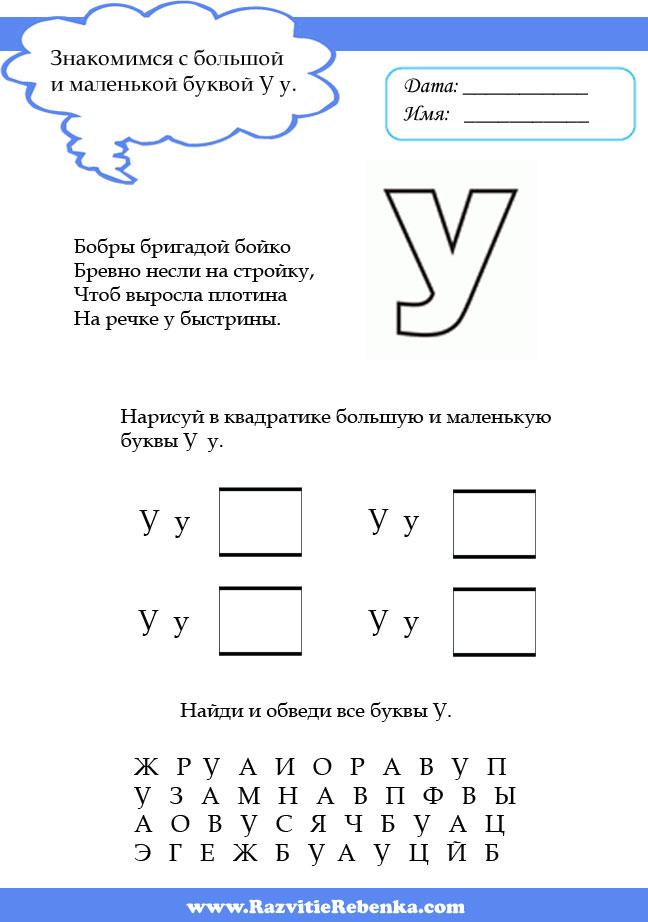 Знакомимся с большой
и маленькой буквой У у.
Дата: ____________
Имя: ____________
У
Бобры бригадой бойко
Бревно несли на стройку,
Чтоб выросла плотина
На речке у быстрины.
Нарисуй в квадратике большую и маленькую
буквы У у.
У у
У у
У у
У у
Найди и обведи все буквы У.
Ж Р У А И О Р А В У П
У З А М Н А В П Ф В Ы
А О В У С Я Ч Б У А Ц
Э Г Е Ж Б У А У Ц Й Б
www.RazvitieRebenka.com